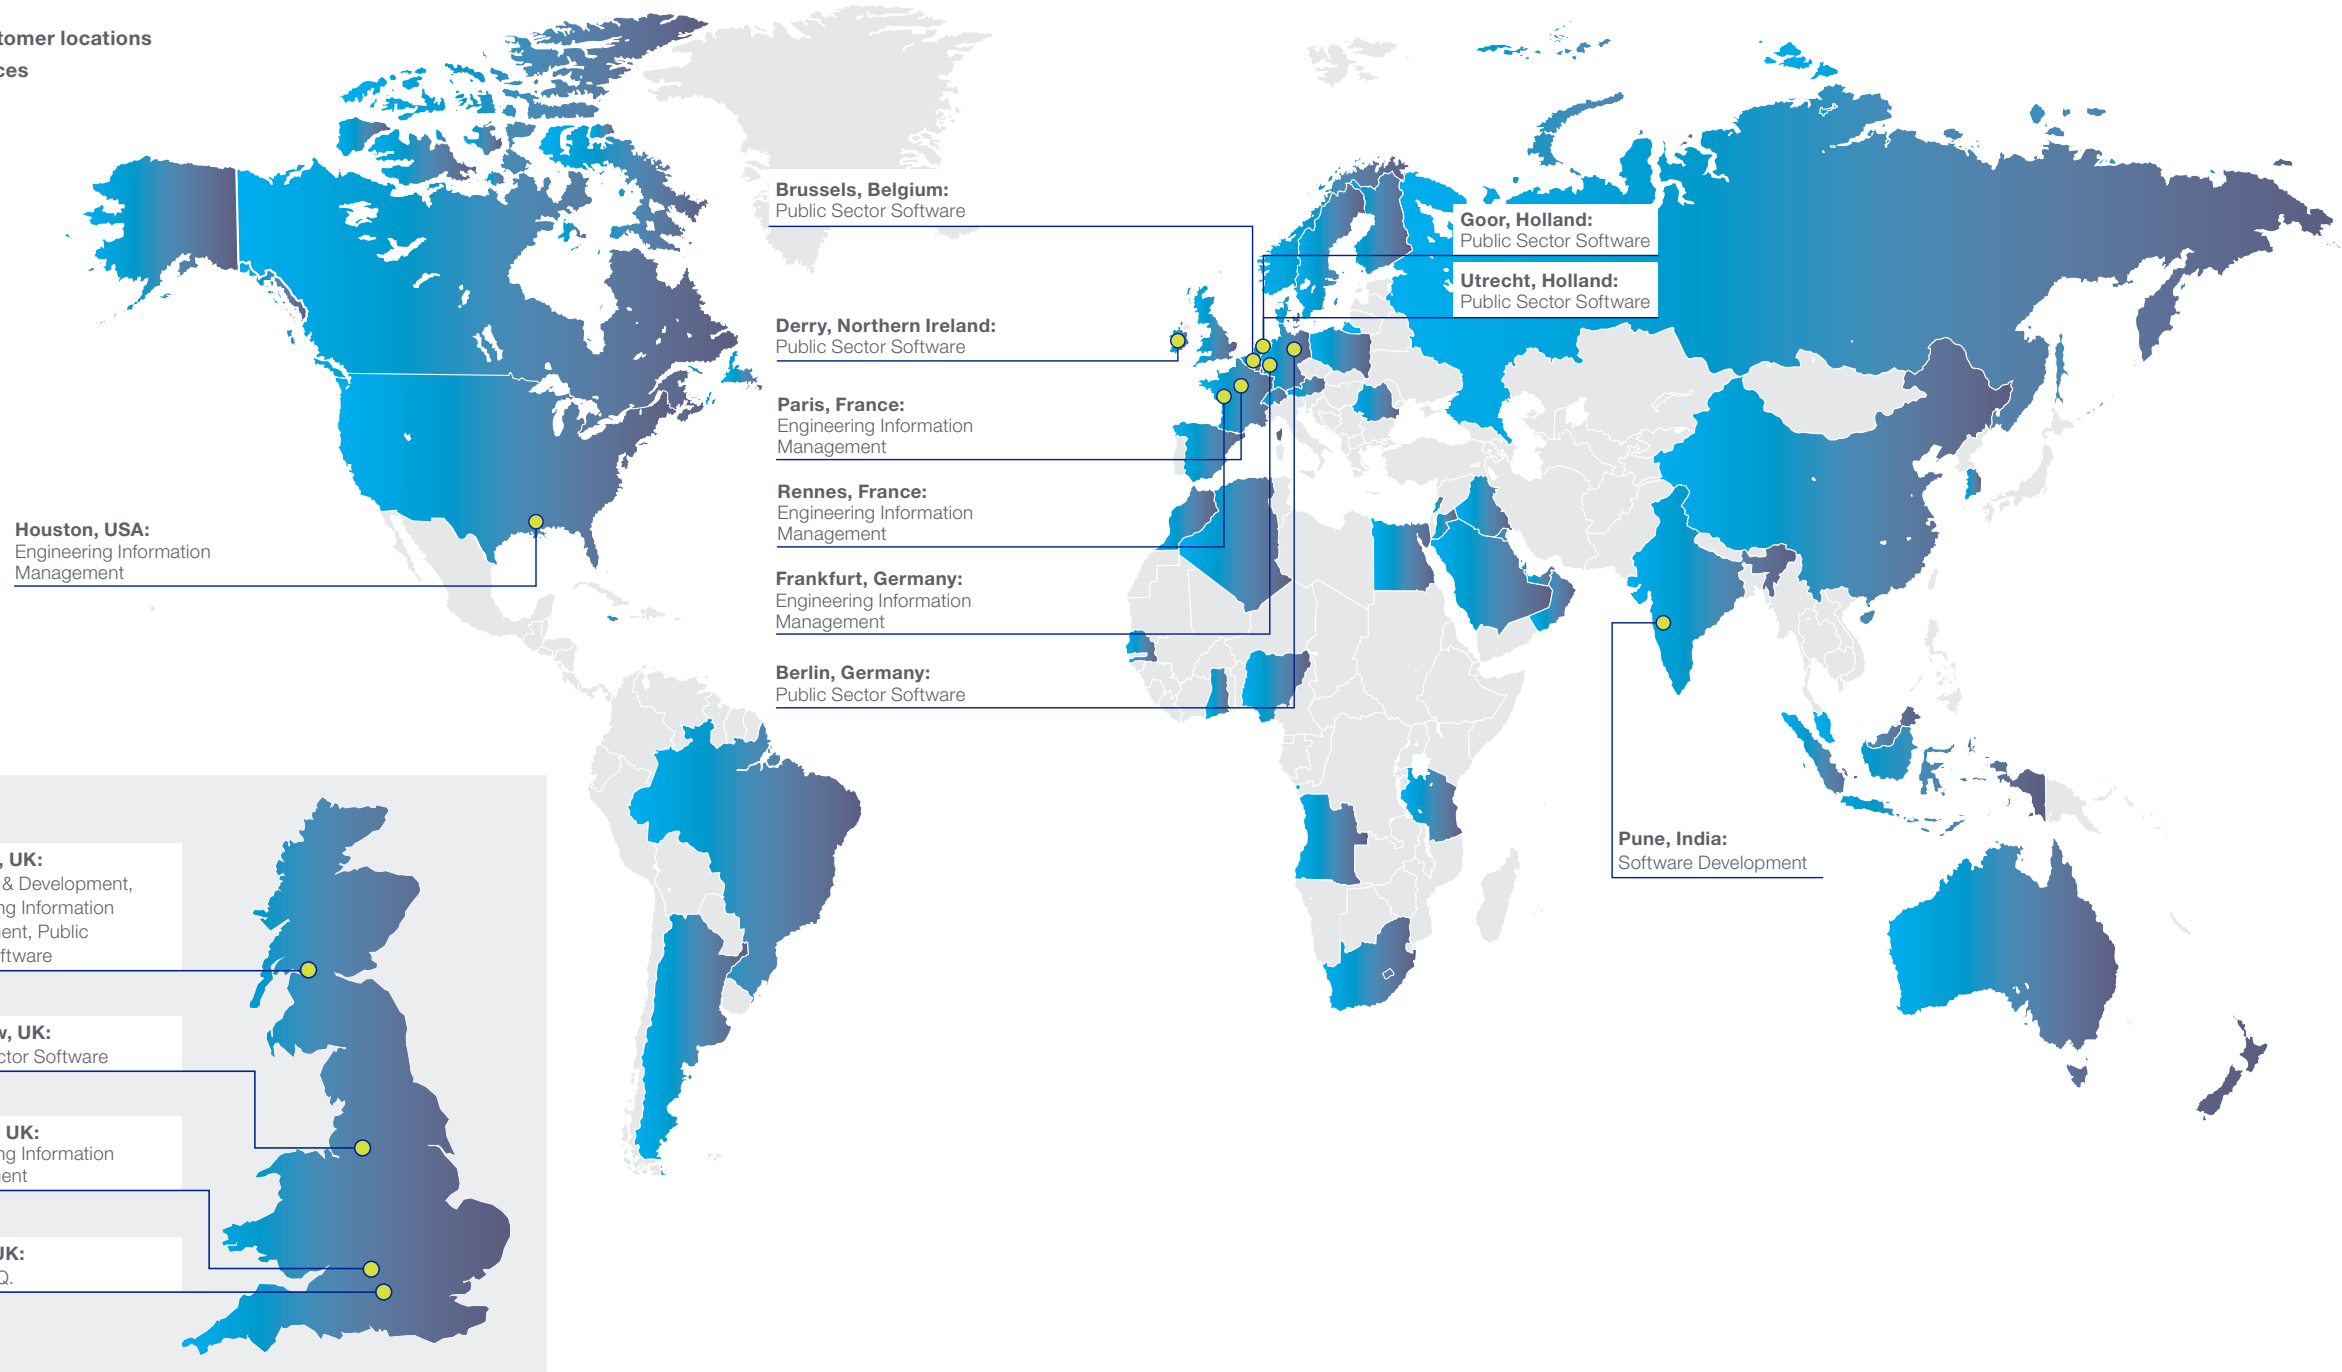 tomer locations
ces
Brussels, Belgium:
Public Sector Software
Goor, Holland:
Public Sector Software
Utrecht, Holland:
Public Sector Software
Derry, Northern Ireland:
Public Sector Software
Paris, France:
Engineering Information
Management
Rennes, France:
Engineering Information
Management
Houston, USA:
Engineering Information
Management
Frankfurt, Germany:
Engineering Information
Management
Berlin, Germany:
Public Sector Software
Pune, India:
Software Development
, UK:
& Development,
ng Information
ment, Public
ftware
w, UK:
ctor Software
UK:
ng Information
ment
UK:
Q.